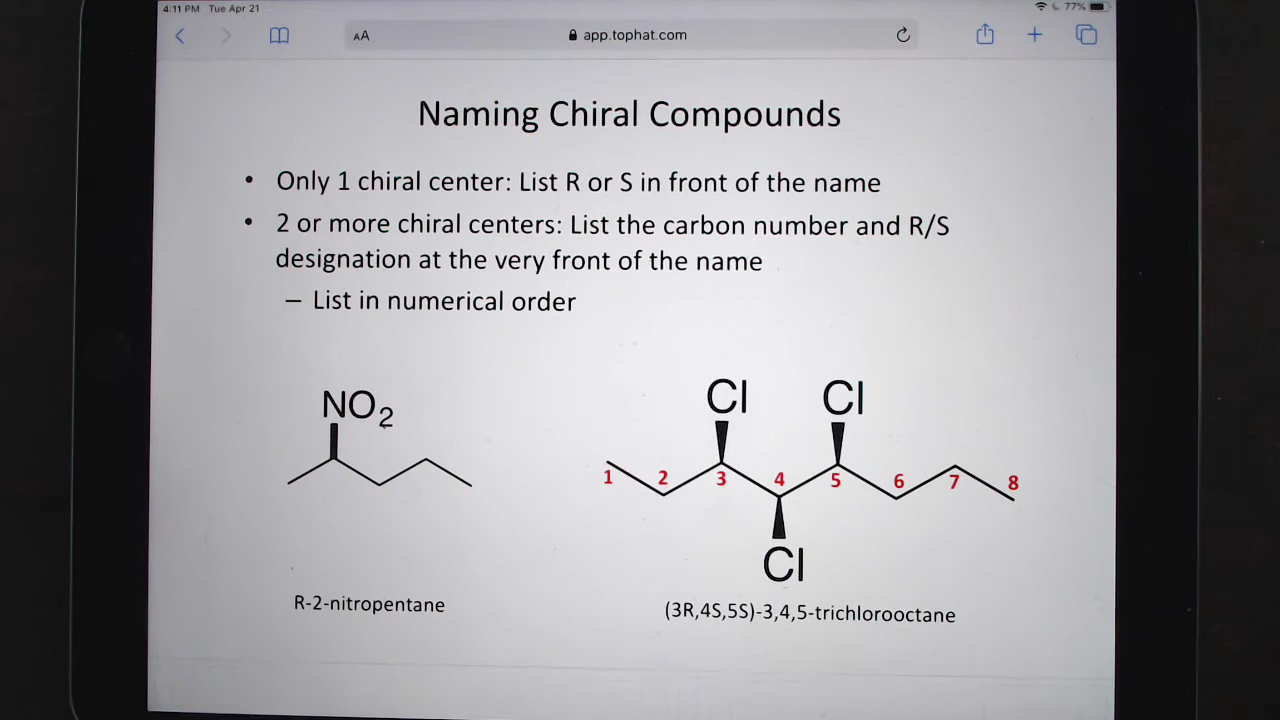 4:11 PM Tue Apr 21
77%
AA
app.tophat.com
Naming Chiral Compounds
• Only 1 chiral center: List R or S in front of the name
• 2 or more chiral centers: List the carbon number and R/S
designation at the very front of the name
– List in numerical order
NO2
Cl Cl
1 2 3 4 5 6 7 8
Cl
R-2-nitropentane
(3R,4S,5S)-3,4,5-trichlorooctane